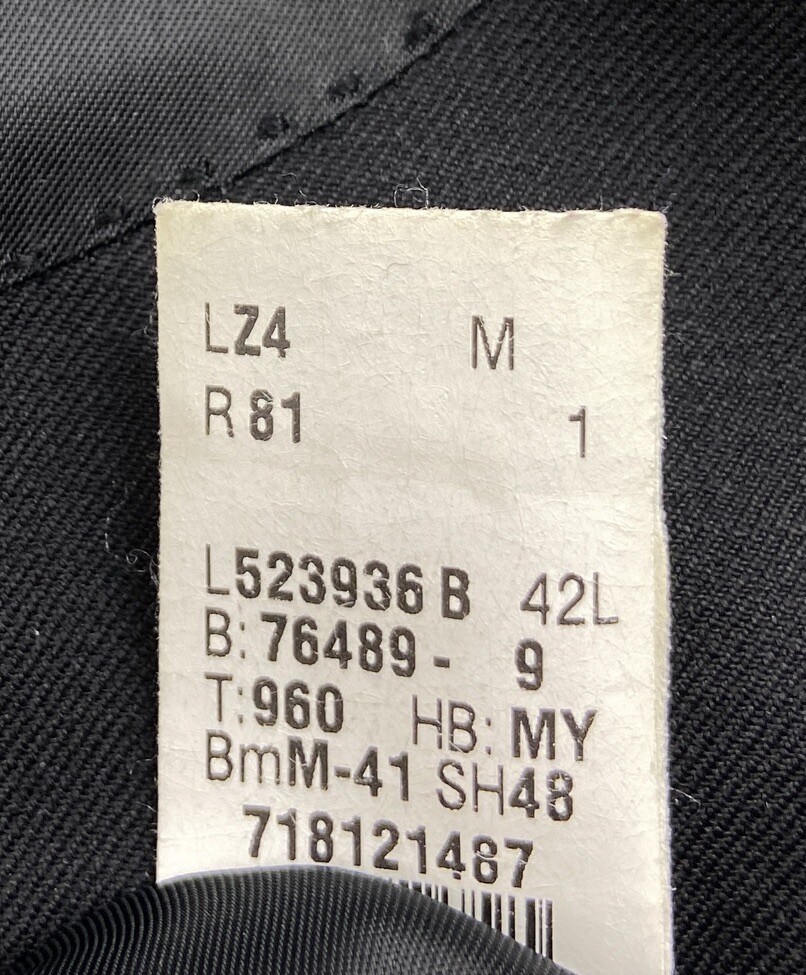 LZ4 M
R 81 1
L523936 B 42L
B: 76489 - 9
T:960 HB: MY
BmM-41 SH48
718121487